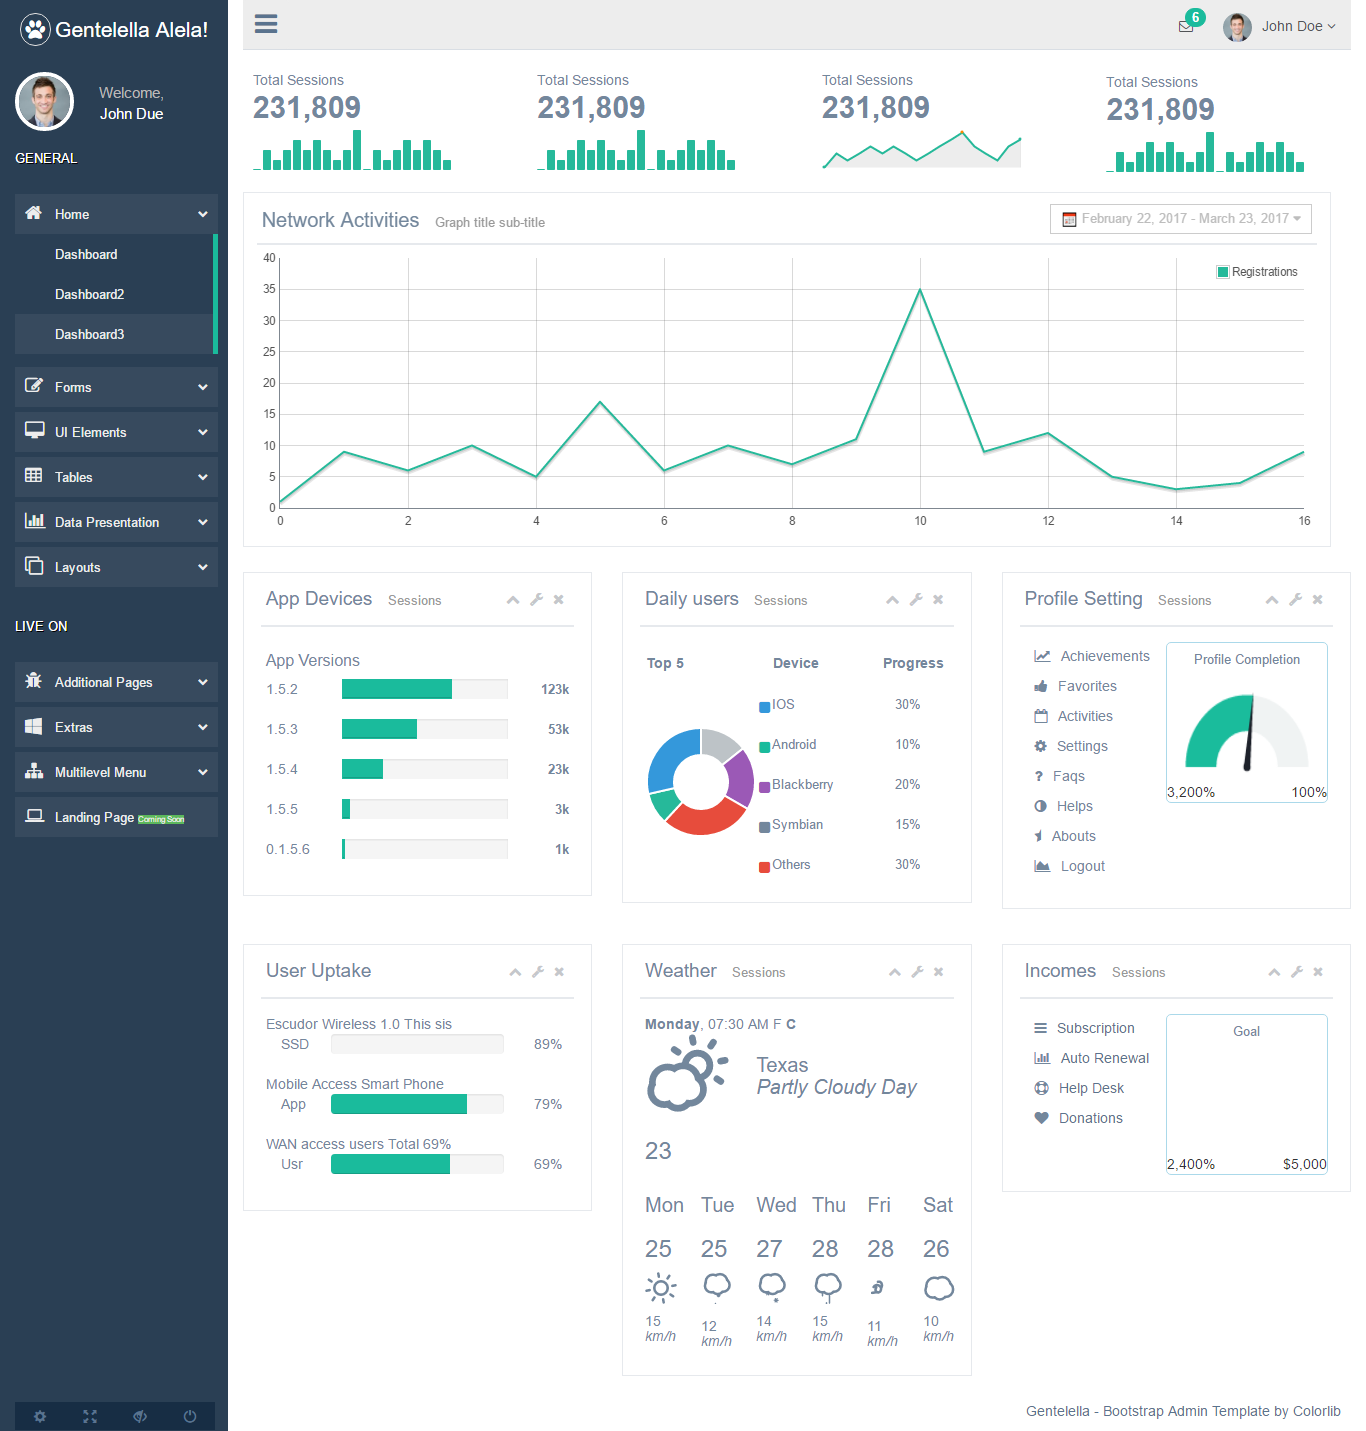 Gentelella Alela!
Welcome,
John Due
GENERAL
Home
Dashboard
Dashboard2
Dashboard3
Forms
UI Elements
Tables
Data Presentation
Layouts
LIVE ON
Additional Pages
Extras
Multilevel Menu
Landing Page Coming Soon
6
John Doe
Total Sessions
231,809
Total Sessions
231,809
Total Sessions
231,809
Total Sessions
231,809
Network Activities Graph title sub-title
February 22, 2017 - March 23, 2017
Registrations
40
35
30
25
20
15
10
5
0
0 2 4 6 8 10 12 14 16
App Devices Sessions
App Versions
1.5.2 123k
1.5.3 53k
1.5.4 23k
1.5.5 3k
0.1.5.6 1k
Daily users Sessions
Top 5 Device Progress
IOS 30%
Android 10%
Blackberry 20%
Symbian 15%
Others 30%
Profile Setting Sessions
Achievements
Favorites
Activities
Settings
? Faqs
Helps
Abouts
Logout
Profile Completion
3,200% 100%
User Uptake
Escudor Wireless 1.0 This sis
SSD 89%
Mobile Access Smart Phone
App 79%
WAN access users Total 69%
Usr 69%
Weather Sessions
Monday, 07:30 AM F C
Texas
Partly Cloudy Day
23
Mon Tue Wed Thu Fri Sat
25 25 27 28 28 26
15 12 14 15 11 10
km/h km/h km/h km/h km/h km/h
Incomes Sessions
Subscription
Auto Renewal
Help Desk
Donations
Goal
2,400% $5,000
Gentelella - Bootstrap Admin Template by Colorlib